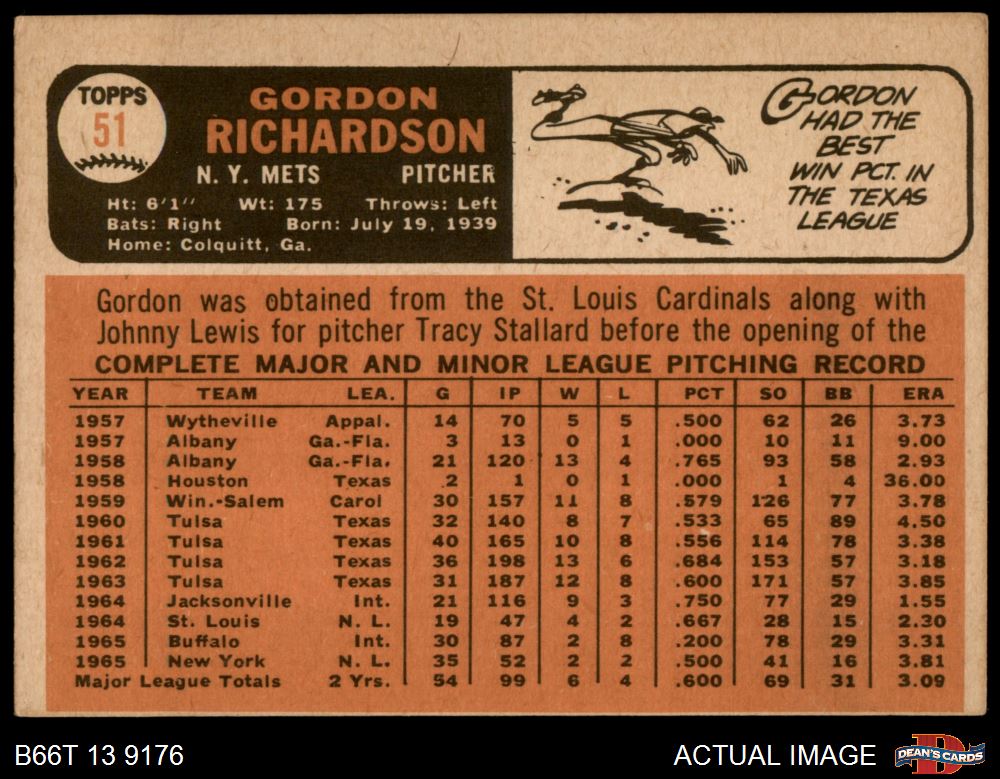 TOPPS
51
GORDON
RICHARDSON
N. Y. METS PITCHER
Ht: 6'1" Wt: 175 Throws: Left
Bats: Right Born: July 19, 1939
Home: Colquitt, Ga.
GORDON
HAD THE
BEST
WIN PCT. IN
THE TEXAS
LEAGUE
Gordon was obtained from the St. Louis Cardinals along with
Johnny Lewis for pitcher Tracy Stallard before the opening of the
COMPLETE MAJOR AND MINOR LEAGUE PITCHING RECORD
YEAR TEAM LEA. G IP W L PCT SO BB ERA
1957 Wytheville Appal. 14 70 5 5 .500 62 26 3.73
1957 Albany Ga.-Fla. 3 13 0 1 .000 10 11 9.00
1958 Albany Ga.-Fla. 21 120 13 4 .765 93 58 2.93
1958 Houston Texas 2 1 0 1 .000 1 4 36.00
1959 Win.-Salem Carol 30 157 11 8 .579 126 77 3.78
1960 Tulsa Texas 32 140 8 7 .533 65 89 4.50
1961 Tulsa Texas 40 165 10 8 .556 114 78 3.38
1962 Tulsa Texas 36 198 13 6 .684 153 57 3.18
1963 Tulsa Texas 31 187 12 8 .600 171 57 3.85
1964 Jacksonville Int. 21 116 9 3 .750 77 29 1.55
1964 St. Louis N. L. 19 47 4 2 .667 28 15 2.30
1965 Buffalo Int. 30 87 2 8 .200 78 29 3.31
1965 New York N. L. 35 52 2 2 .500 41 16 3.81
Major League Totals 2 Yrs. 54 99 6 4 .600 69 31 3.09
B66T 13 9176 ACTUAL IMAGE
DEAN'S CARDS